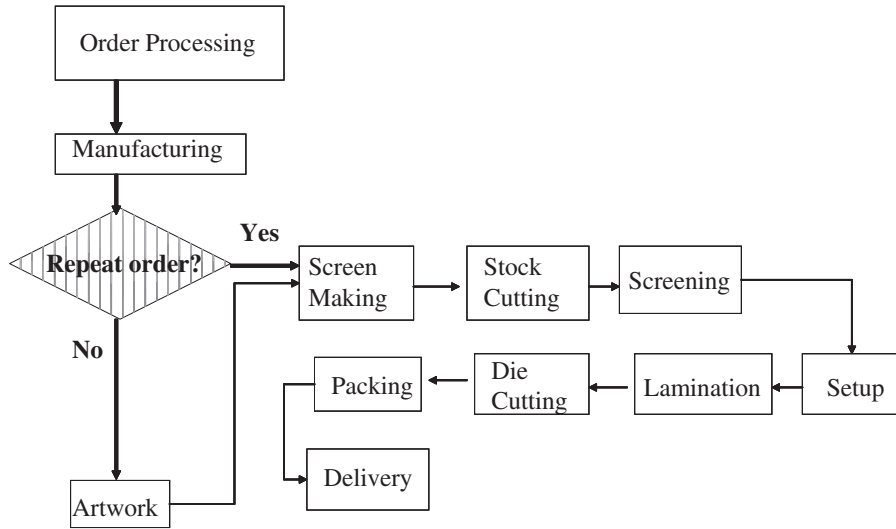 Order Processing
Manufacturing
Repeat order?
Yes
No
Artwork
Screen
Making
Stock
Cutting
Screening
Setup
Lamination
Die
Cutting
Packing
Delivery